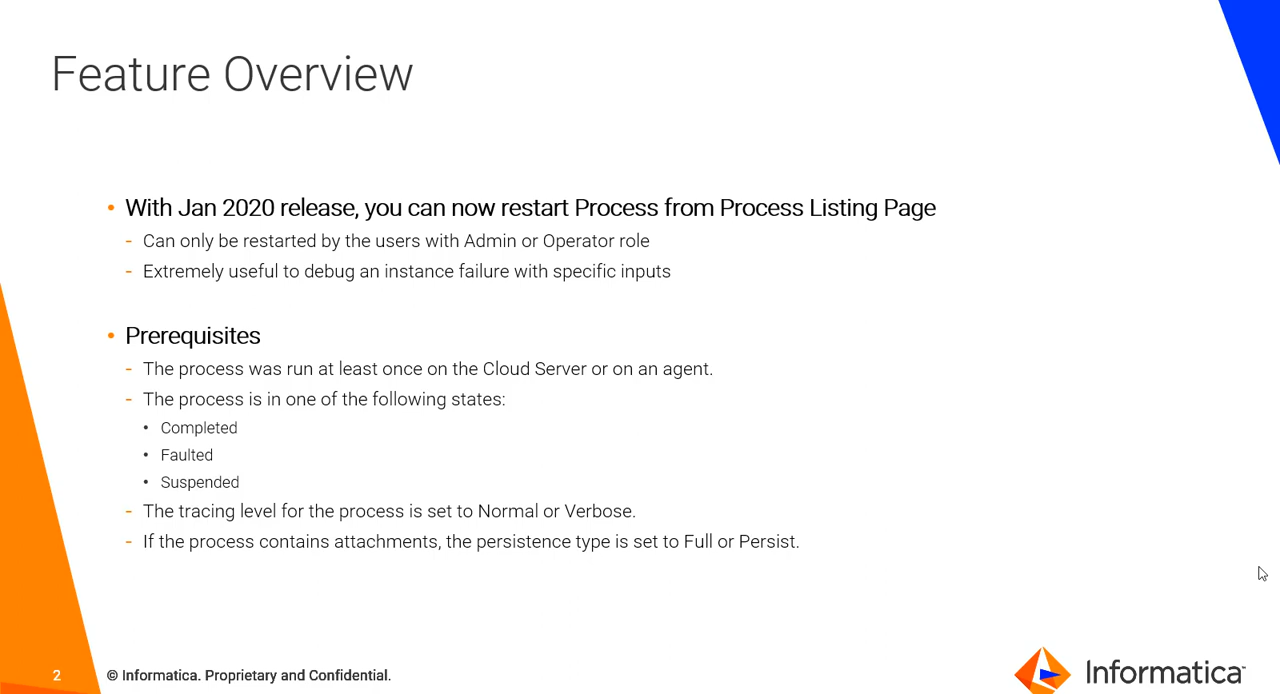 Feature Overview
• With Jan 2020 release, you can now restart Process from Process Listing Page
- Can only be restarted by the users with Admin or Operator role
- Extremely useful to debug an instance failure with specific inputs
• Prerequisites
- The process was run at least once on the Cloud Server or on an agent.
- The process is in one of the following states:
• Completed
• Faulted
• Suspended
- The tracing level for the process is set to Normal or Verbose.
- If the process contains attachments, the persistence type is set to Full or Persist.
2 © Informatica. Proprietary and Confidential.
Informatica™